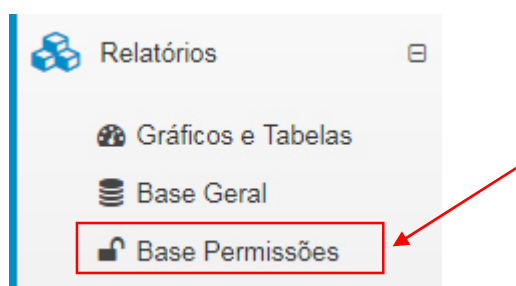 Relatórios
Gráficos e Tabelas
Base Geral
Base Permissões